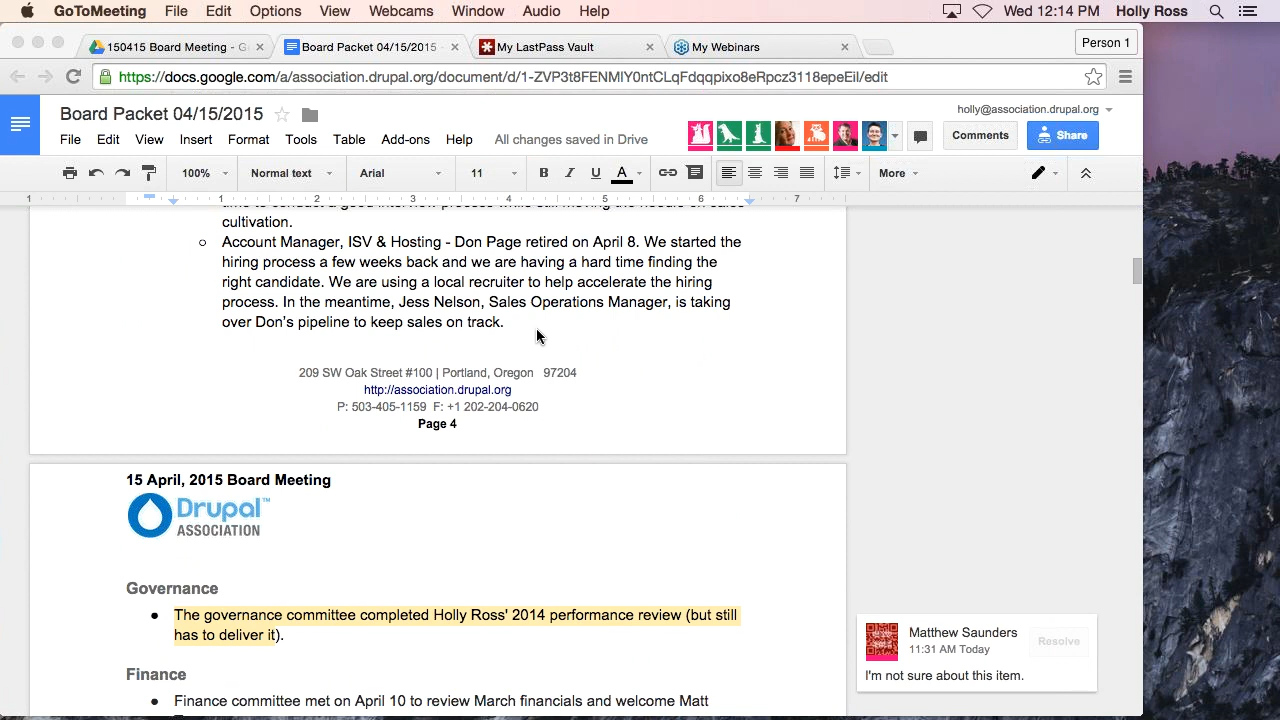 GoToMeeting File Edit Options View Webcams Window Audio Help Wed 12:14 PM Holly Ross
150415 Board Meeting - G Board Packet 04/15/2015 My LastPass Vault My Webinars Person 1
https://docs.google.com/a/association.drupal.org/document/d/1-ZVP3t8FENMIY0ntCLqFdqqpixo8eRpcz3118epeEiI/edit
Board Packet 04/15/2015 holly@association.drupal.org
File Edit View Insert Format Tools Table Add-ons Help All changes saved in Drive Comments Share
100% Normal text Arial 11 B I U A More
1 1 2 3 4 5 6 7
cultivation.
Account Manager, ISV & Hosting - Don Page retired on April 8. We started the
hiring process a few weeks back and we are having a hard time finding the
right candidate. We are using a local recruiter to help accelerate the hiring
process. In the meantime, Jess Nelson, Sales Operations Manager, is taking
over Don's pipeline to keep sales on track.
209 SW Oak Street #100 | Portland, Oregon 97204
http://association.drupal.org
P: 503-405-1159 F: +1 202-204-0620
Page 4
15 April, 2015 Board Meeting
Drupal™
ASSOCIATION
Governance
The governance committee completed Holly Ross' 2014 performance review (but still
has to deliver it).
Matthew Saunders
11:31 AM Today
Resolve
I'm not sure about this item.
Finance
Finance committee met on April 10 to review March financials and welcome Matt